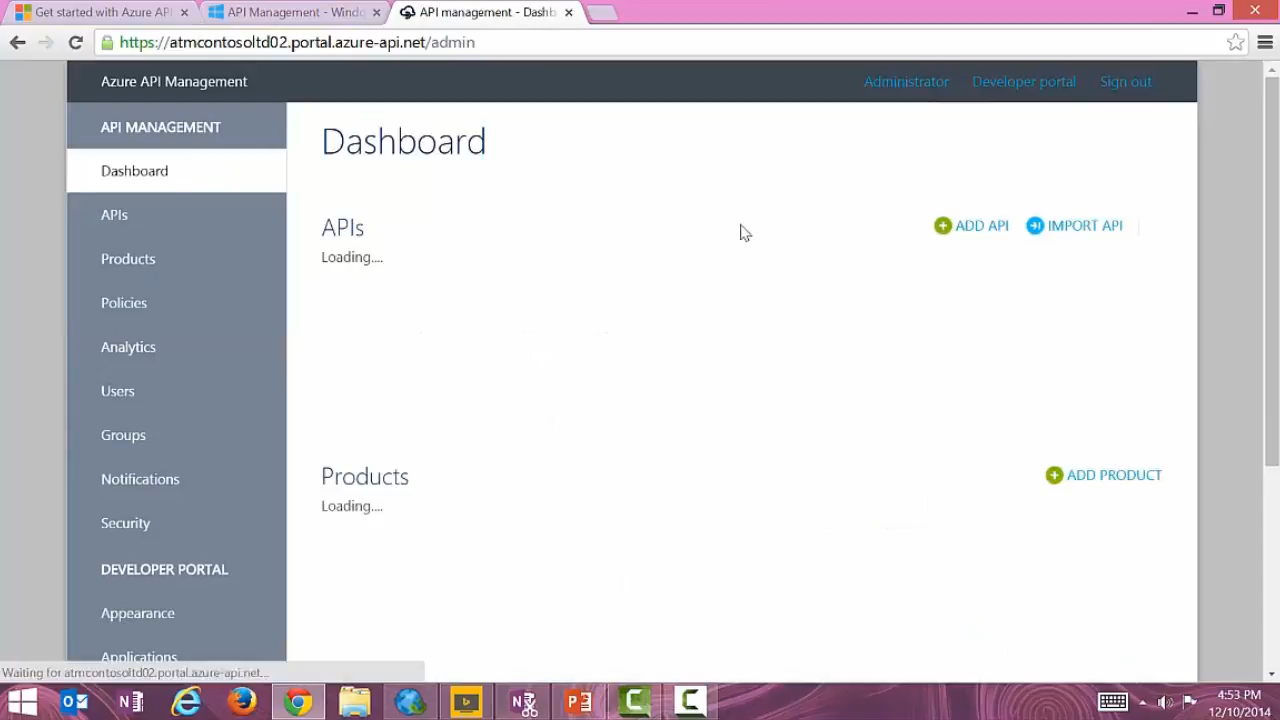 Get started with Azure API
API Management - Windo
API management - Dashb
https://atmcontosoltd02.portal.azure-api.net/admin
Azure API Management
Administrator
Developer portal
Sign out
API MANAGEMENT
Dashboard
APIs
Products
Policies
Analytics
Users
Groups
Notifications
Security
DEVELOPER PORTAL
Appearance
Applications
Dashboard
APIs
ADD API
IMPORT API
Loading....
Products
ADD PRODUCT
Loading....
Waiting for atmcontosoltd02.portal.azure-api.net...
4:53 PM
12/10/2014